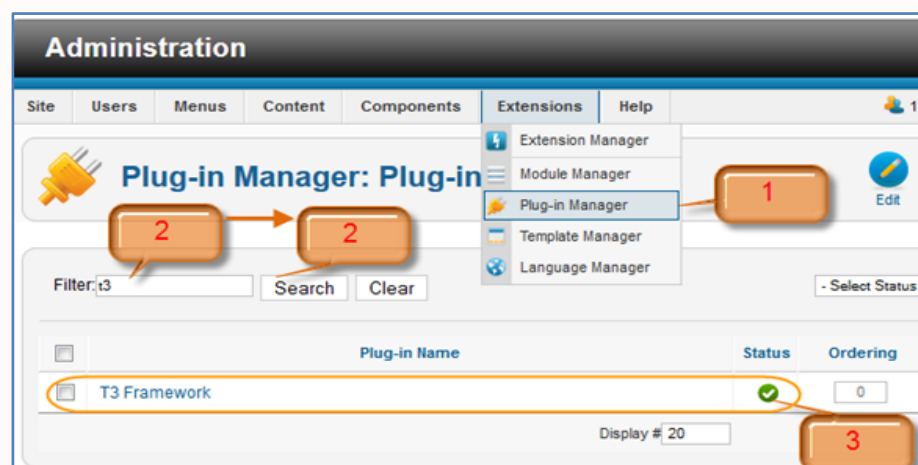 Administration
Site Users Menus Content Components Extensions Help 1
Extension Manager
Module Manager
Plug-in Manager
Template Manager
Language Manager
Plug-in Manager: Plug-in
1
Edit
2 2
Filter: t3 Search Clear - Select Status
Plug-in Name Status Ordering
T3 Framework 0
Display # 20
3